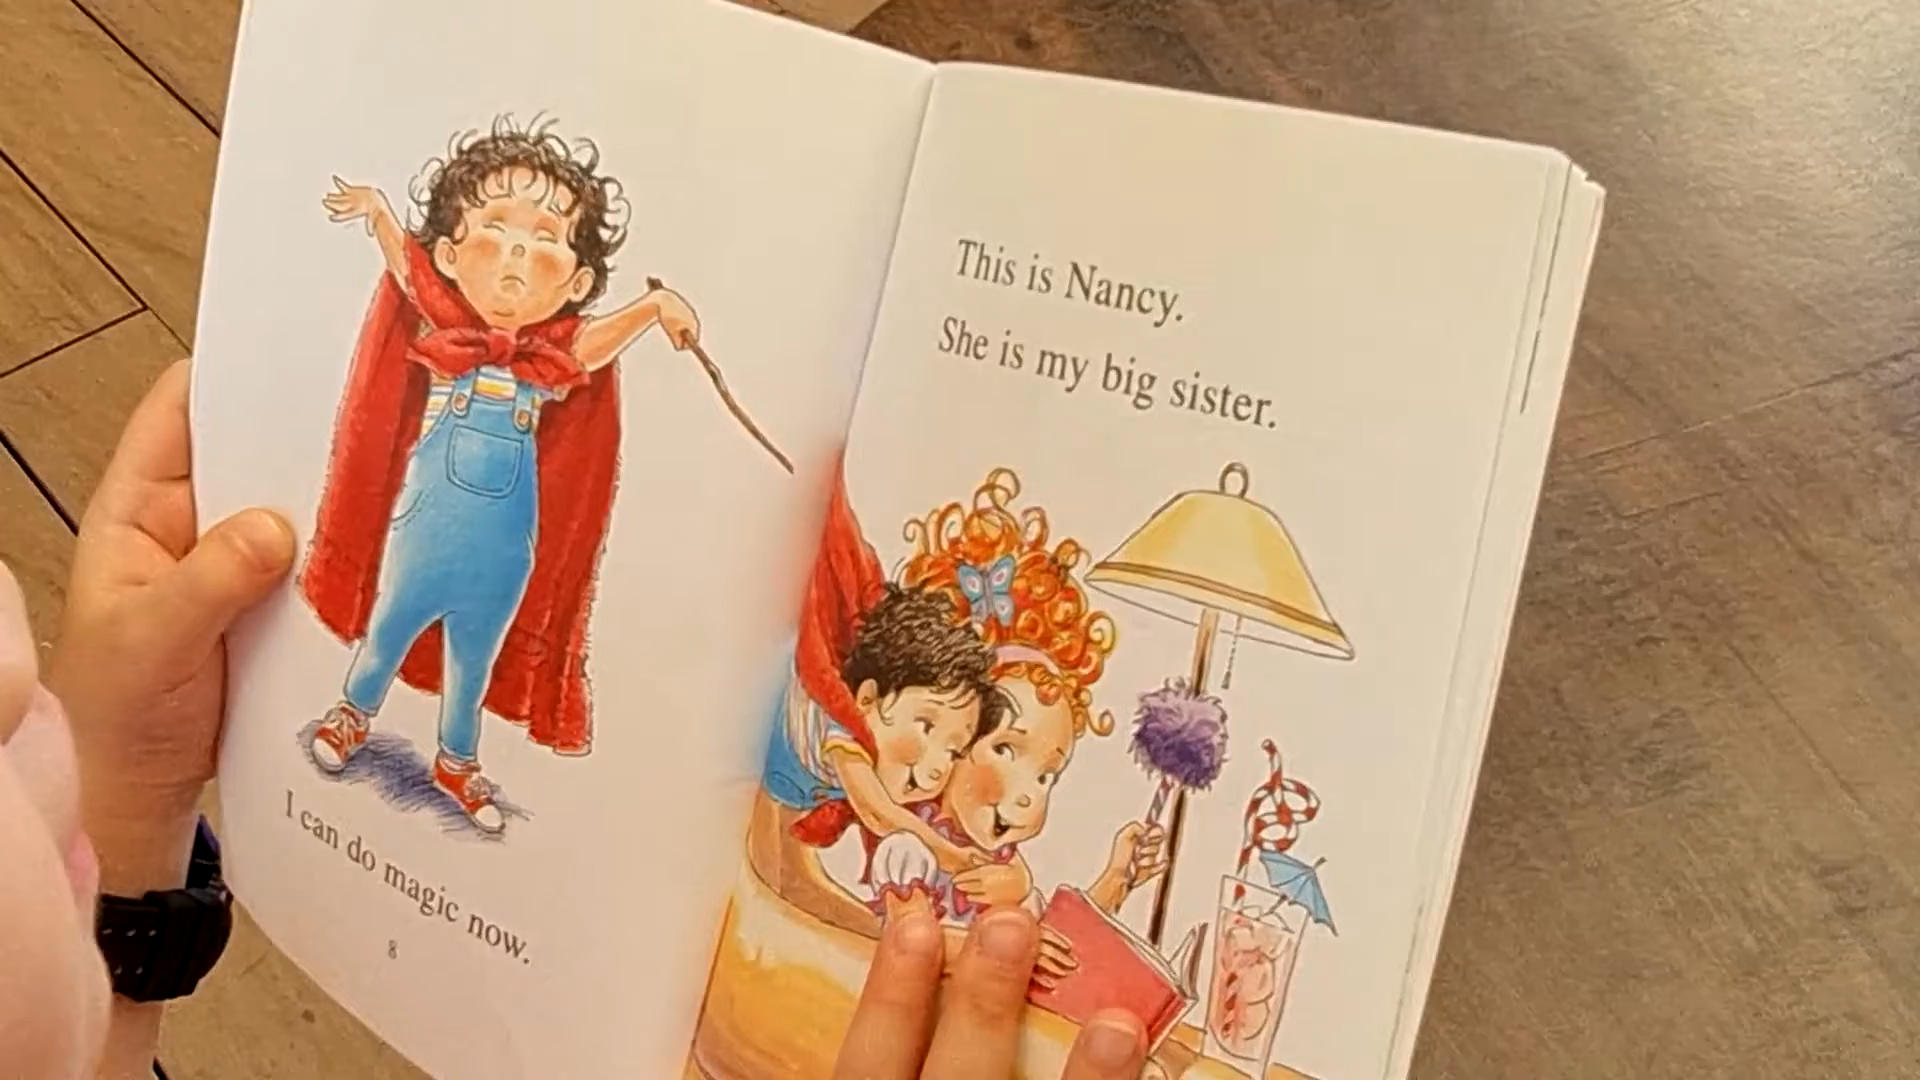 I can do magic now.
8
This is Nancy.
She is my big sister.